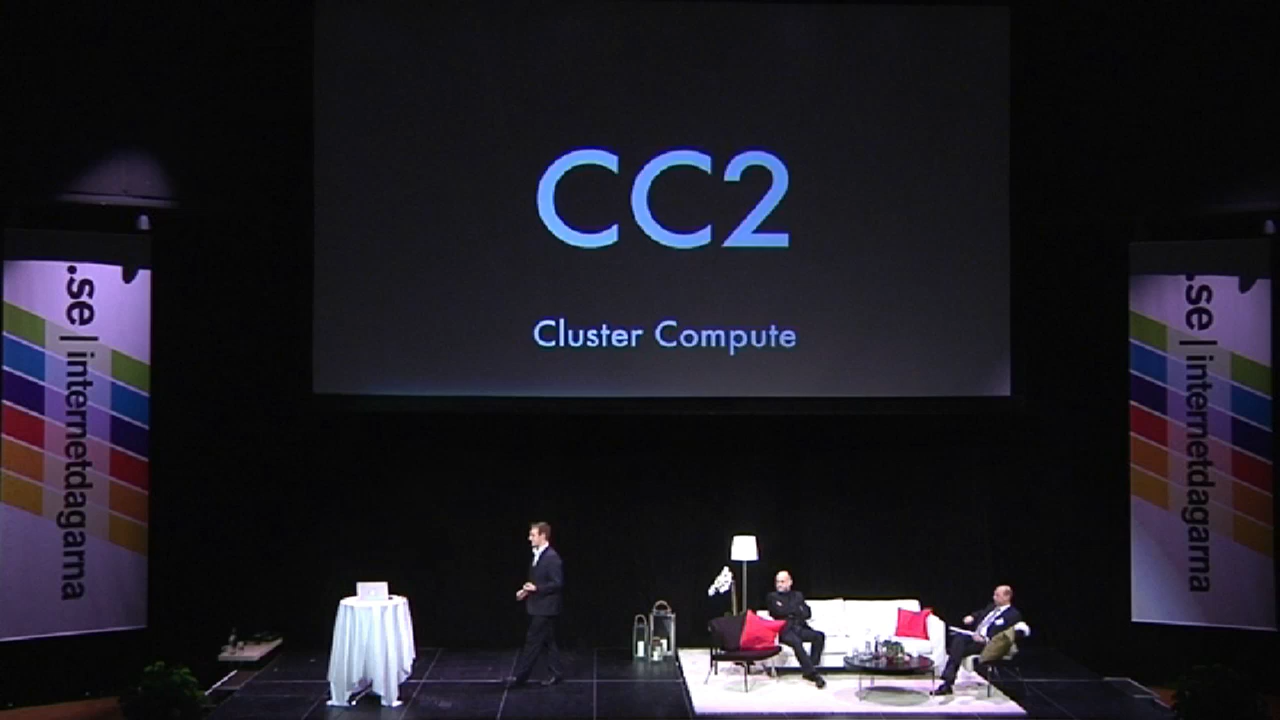 CC2
Cluster Compute
.se | internetdagarna
.se | internetdagarna